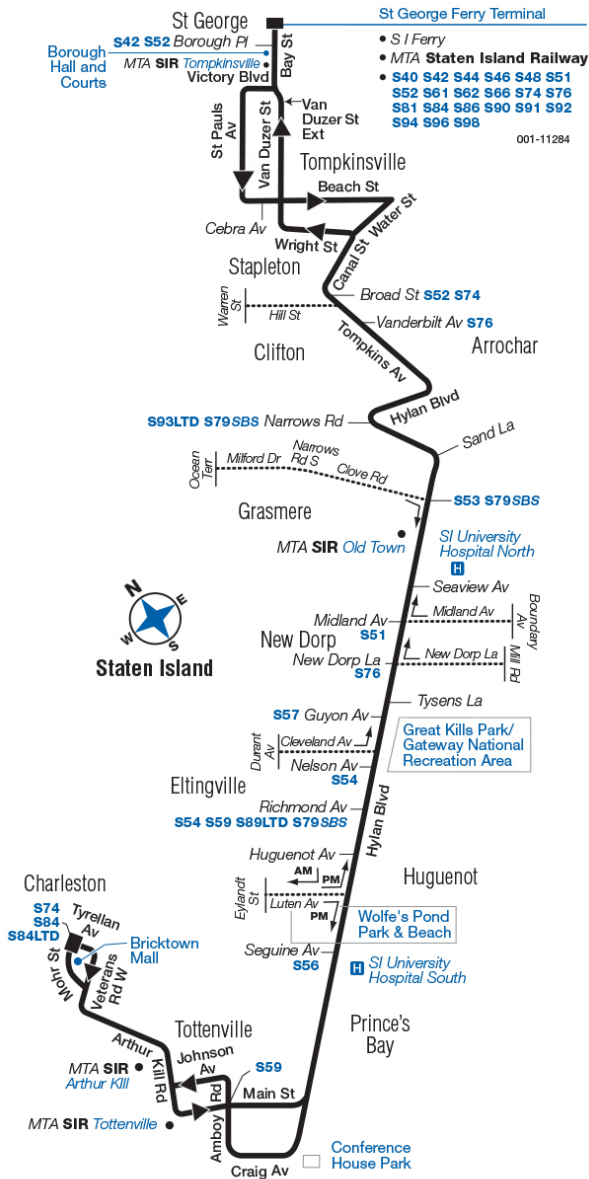 St George
St George Ferry Terminal
S42 S52 Borough Pl
Borough
Hall and
Courts
MTA SIR Tompkinsville
Victory Blvd
Bay St
• S I Ferry
• MTA Staten Island Railway
• S40 S42 S44 S46 S48 S51
S52 S61 S62 S66 S74 S76
S81 S84 S86 S90 S91 S92
S94 S96 S98
001-11284
St Pauls
Av
Van Duzer St
Van
Duzer St
Ext
Tompkinsville
Beach St
Cebra Av
Wright St
Water St
Canal St
Stapleton
Broad St S52 S74
Warren
St
Hill St
Vanderbilt Av S76
Tompkins Av
Clifton
Arrochar
Hylan Blvd
S93LTD S79SBS Narrows Rd
Sand La
Ocean
Terr
Milford Dr
Narrows
Rd S
Clove Rd
S53 S79SBS
Grasmere
MTA SIR Old Town
SI University
Hospital North
H
Seaview Av
Midland Av
S51
Midland Av
Boundary
Av
New Dorp
New Dorp La
S76
New Dorp La
Mill Rd
N
E
W
S
Staten Island
Tysens La
S57 Guyon Av
Great Kills Park/
Gateway National
Recreation Area
Durant
Av
Cleveland Av
Nelson Av
S54
Eltingville
Richmond Av
S54 S59 S89LTD S79SBS
Hylan Blvd
Huguenot Av
AM
PM
Huguenot
Eylandt
St
Luten Av
PM
Wolfe's Pond
Park & Beach
Seguine Av
S56
H
SI University
Hospital South
Charleston
S74
S84
S84LTD
Tyrellan
Av
Bricktown
Mall
Mohr St
Veterans
Rd W
Prince's
Bay
Tottenville
Arthur
Kill Rd
Johnson
Av
S59
MTA SIR
Arthur KIll
Main St
MTA SIR Tottenville
Amboy Rd
Craig Av
Conference
House Park